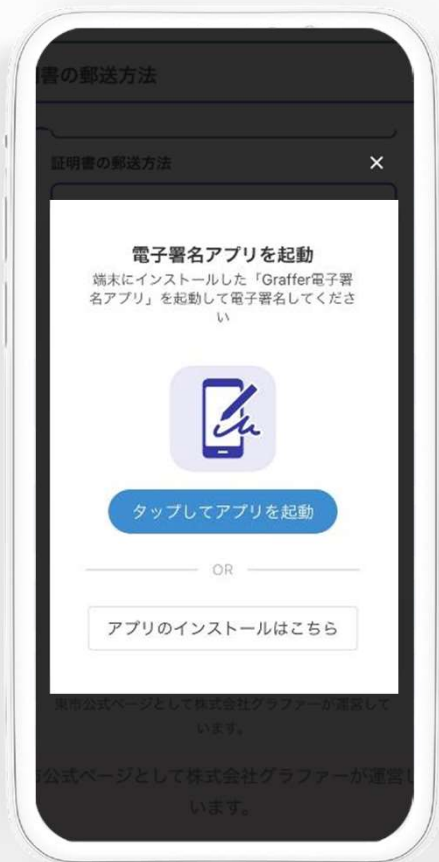 書の郵送方法
証明書の郵送方法
×
電子署名アプリを起動
端末にインストールした「Graffer電子署
名アプリ」を起動して電子署名してくださ
い
タップしてアプリを起動
OR
アプリのインストールはこちら
東市公式ページとして株式会社グラファーが運営して
います。
公式ページとして株式会社グラファーが運営し
います。